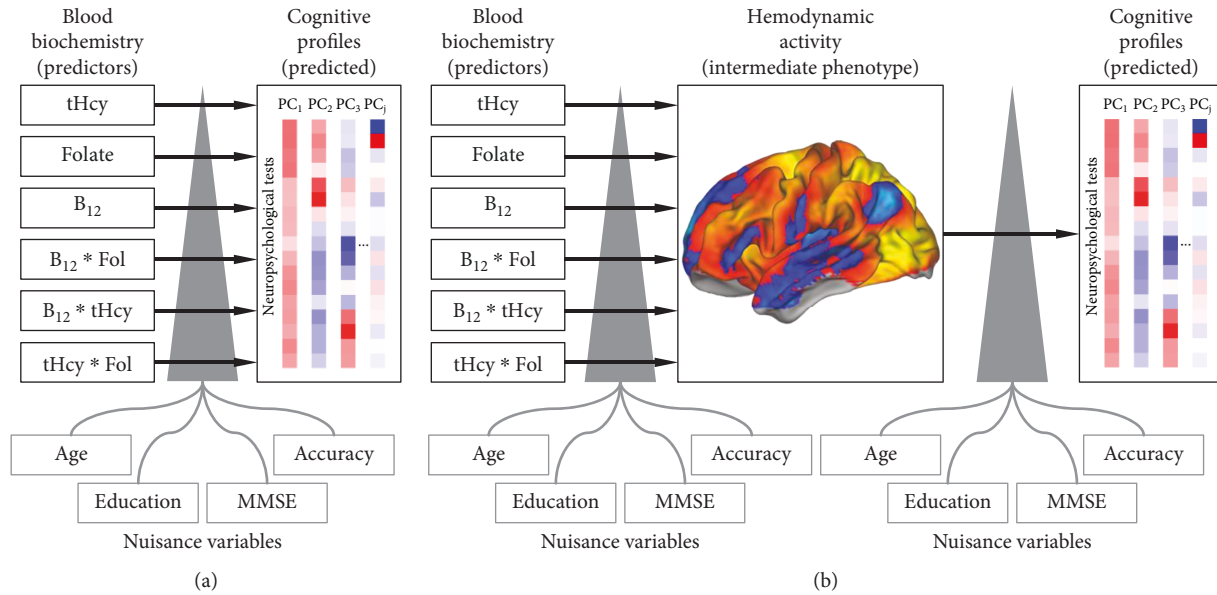 Blood
biochemistry
(predictors)
Cognitive
profiles
(predicted)
tHcy
Folate
B12
B12 * Fol
B12 * tHcy
tHcy * Fol
PC1 PC2 PC3 PCj
Neuropsychological tests
...
Age
Accuracy
Education
MMSE
Nuisance variables
(a)
Blood
biochemistry
(predictors)
Hemodynamic
activity
(intermediate phenotype)
Cognitive
profiles
(predicted)
tHcy
Folate
B12
B12 * Fol
B12 * tHcy
tHcy * Fol
PC1 PC2 PC3 PCj
Neuropsychological tests
...
Age
Accuracy
Education
MMSE
Nuisance variables
Age
Accuracy
Education
MMSE
Nuisance variables
(b)